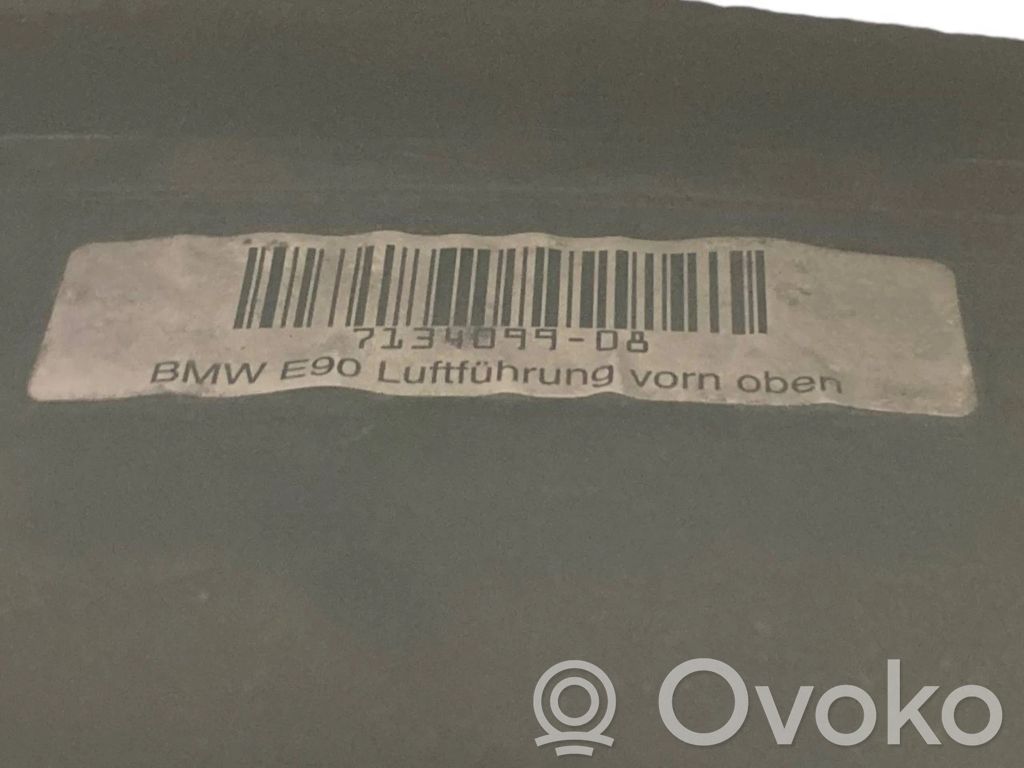 7134099-08
BMW E90 Luftführung vorn oben
Ovoko